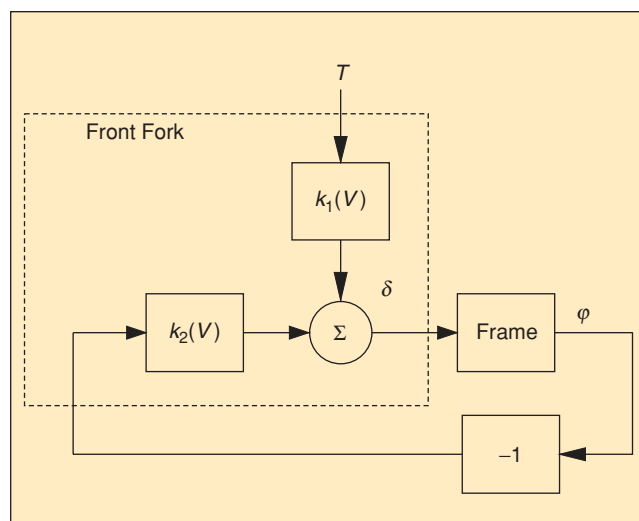 T
Front Fork
k1(V)
δ
k2(V)
Σ
Frame
φ
−1